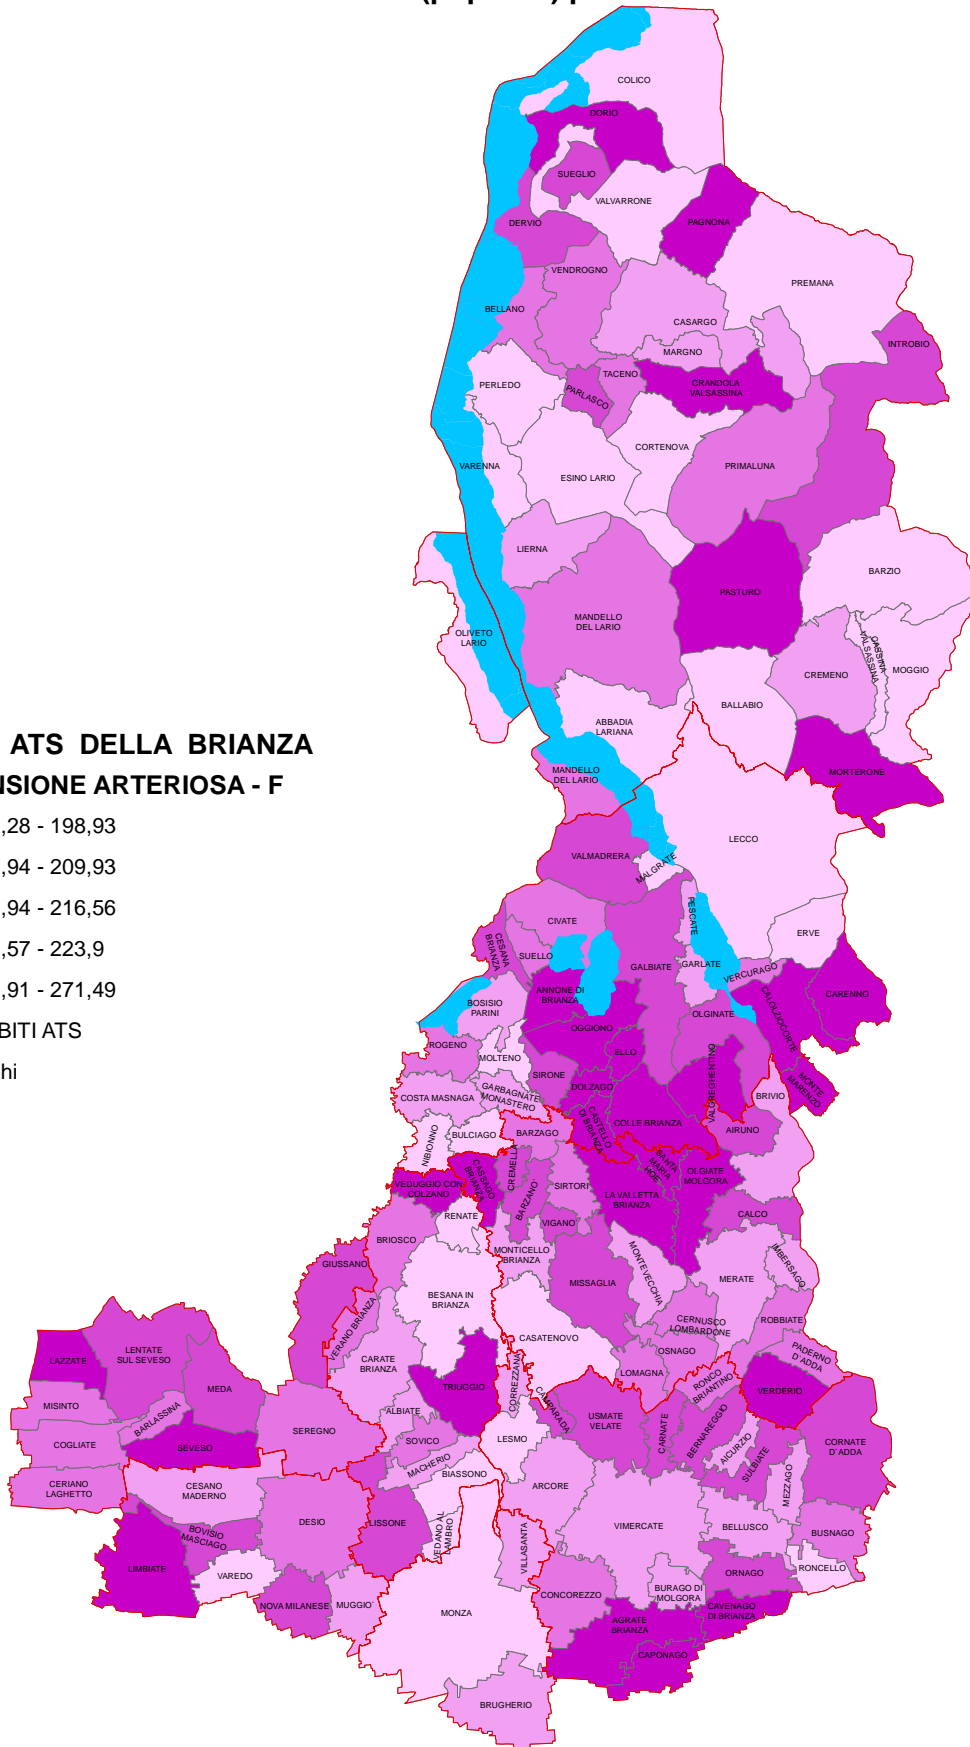 COLICO
DORIO
SUEGLIO
VALVARRONE
PAGNONA
DERVIO
VENDROGNO
PREMANA
BELLANO
CASARGO
INTROBIO
MARGNO
TACENO
PERLEDO
PARLASCO
CRANDOLA
VALSASSINA
CORTENOVA
VARENNA
ESINO LARIO
PRIMALUNA
LIERNA
BARZIO
PASTURO
MANDELLO
DEL LARIO
OLIVETO
LARIO
CASSINA
VALSASSINA
CREMENO
MOGGIO
BALLABIO
ABBADIA
LARIANA
ATS DELLA BRIANZA
NSIONE ARTERIOSA - F
,28 - 198,93
,94 - 209,93
,94 - 216,56
,57 - 223,9
,91 - 271,49
BITI ATS
hi
MANDELLO
DEL LARIO
MORTERONE
LECCO
VALMADRERA
MALGRATE
PESCATE
CIVATE
ERVE
CESANA
BRIANZA
SUELLO
GALBIATE
GARLATE
VERCURAGO
ANNONE DI
BRIANZA
CARENNO
BOSISIO
PARINI
OLGINATE
CALOLZIOCORTE
OGGIONO
ROGENO
MOLTENO
ELLO
SIRONE
DOLZAGO
VALGREGHENTINO
MONTE
MARENZO
COSTA MASNAGA
GARBAGNATE
MONASTERO
BRIVIO
CASTELLO
DI BRIANZA
COLLE BRIANZA
AIRUNO
NIBIONNO
BULCIAGO
BARZAGO
CREMELLA
CASSAGO
BRIANZA
SANTA
MARIA
HOE'
OLGIATE
MOLGORA
VEDUGGIO CON
COLZANO
BARZANO'
SIRTORI
LA VALLETTA
BRIANZA
RENATE
VIGANO
CALCO
BRIOSCO
MONTICELLO
BRIANZA
MONTEVECCHIA
IMBERSAGO
GIUSSANO
MISSAGLIA
MERATE
BESANA IN
BRIANZA
VERANO BRIANZA
CERNUSCO
LOMBARDONE
ROBBIATE
CASATENOVO
LENTATE
SUL SEVESO
LAZZATE
OSNAGO
PADERNO
D'ADDA
CARATE
BRIANZA
CORREZZANA
LOMAGNA
RONCO
BRIANTINO
MEDA
TRIUGGIO
VERDERIO
MISINTO
BARLASSINA
ALBIATE
CAMPARADA
USMATE
VELATE
CARNATE
BERNAREGGIO
SEREGNO
SOVICO
LESMO
AICURZIO
COGLIATE
SEVESO
MACHERIO
SULBIATE
CORNATE
D'ADDA
BIASSONO
MEZZAGO
CERIANO
LAGHETTO
CESANO
MADERNO
ARCORE
DESIO
LISSONE
VEDANO AL
LAMBRO
VILLASANTA
VIMERCATE
BELLUSCO
BUSNAGO
BOVISIO
MASCIAGO
LIMBIATE
VAREDO
ORNAGO
RONCELLO
CONCOREZZO
BURAGO DI
MOLGORA
NOVA MILANESE
MUGGIO'
MONZA
CAVENAGO
DI BRIANZA
AGRATE
BRIANZA
CAPONAGO
BRUGHERIO